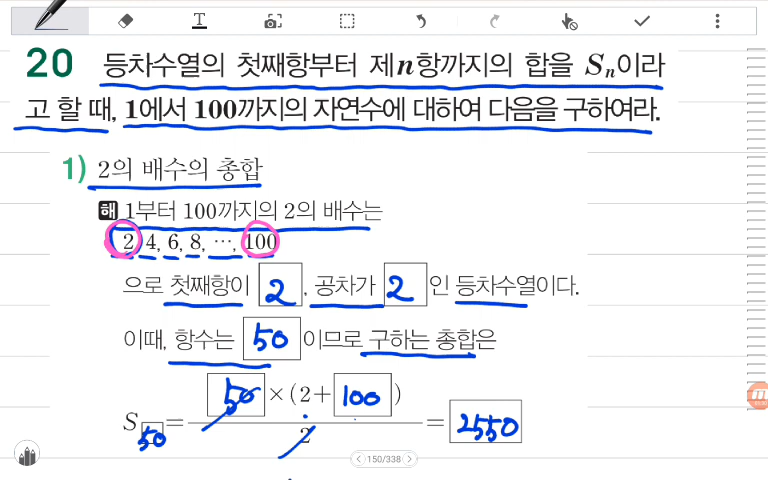 20 등차수열의 첫째항부터 제n항까지의 합을 Sₙ이라
고 할 때, 1에서 100까지의 자연수에 대하여 다음을 구하여라.
1) 2의 배수의 총합
해 1부터 100까지의 2의 배수는
2, 4, 6, 8, ⋯, 100
으로 첫째항이 2, 공차가 2인 등차수열이다.
이때, 항수는 50이므로 구하는 총합은
50×(2+100)
S50= =2550
2
150/338